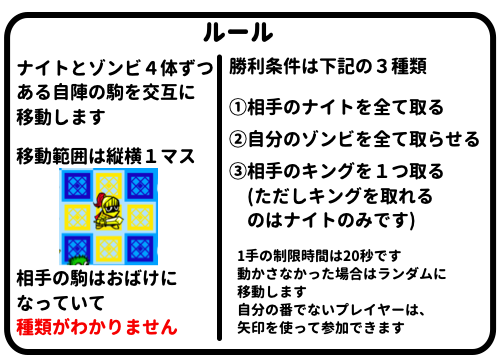 ルール
ナイトとゾンビ４体ずつ
ある自陣の駒を交互に
移動します
移動範囲は縦横１マス
相手の駒はおばけに
なっていて
種類がわかりません
勝利条件は下記の３種類
①相手のナイトを全て取る
②自分のゾンビを全て取らせる
③相手のキングを１つ取る
(ただしキングを取れる
のはナイトのみです)
1手の制限時間は20秒です
動かさなかった場合はランダムに
移動します
自分の番でないプレイヤーは、
矢印を使って参加できます